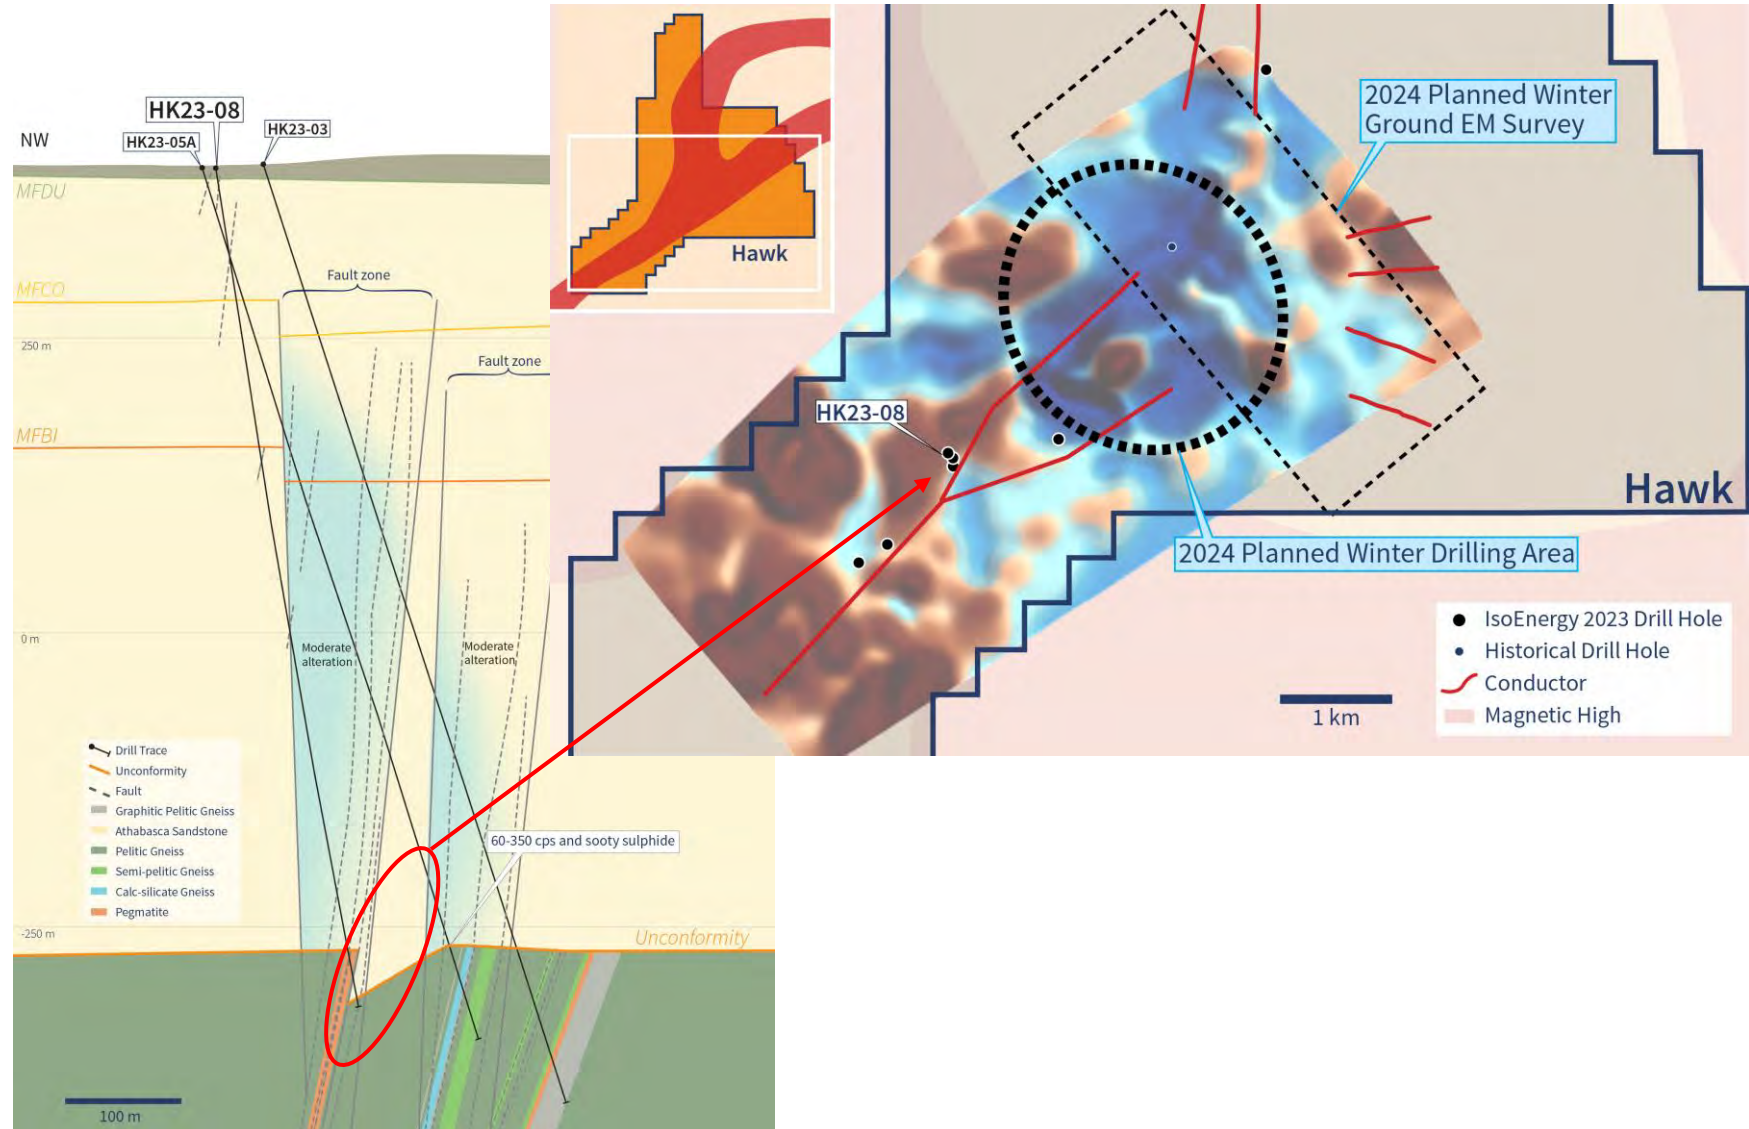 NW
HK23-08
HK23-05A
HK23-03
MFDU
MFCO
Fault zone
250 m
Fault zone
MFBI
0 m
Moderate
alteration
Moderate
alteration
Drill Trace
Unconformity
Fault
Graphitic Pelitic Gneiss
Athabasca Sandstone
Pelitic Gneiss
Semi-pelitic Gneiss
Calc-silicate Gneiss
Pegmatite
60-350 cps and sooty sulphide
-250 m
Unconformity
100 m
Hawk
2024 Planned Winter
Ground EM Survey
HK23-08
Hawk
2024 Planned Winter Drilling Area
IsoEnergy 2023 Drill Hole
Historical Drill Hole
Conductor
Magnetic High
1 km